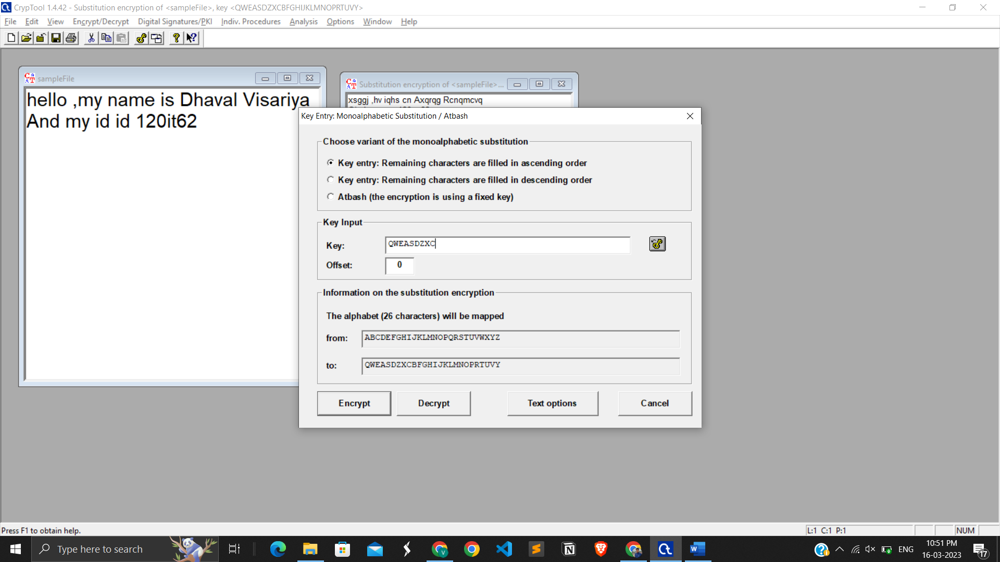 CrypTool 1.4.42 - Substitution encryption of <sampleFile>, key <QWEASDZXCBFGHIJKLMNOPRTUVY>
File Edit View Encrypt/Decrypt Digital Signatures/PKI Indiv. Procedures Analysis Options Window Help
sampleFile
hello ,my name is Dhaval Visariya
And my id id 120it62
Substitution encryption of <sampleFile>...
xsggj ,hv iqhs cn Axqrqg Rcnqmcvq
Key Entry: Monoalphabetic Substitution / Atbash
Choose variant of the monoalphabetic substitution
Key entry: Remaining characters are filled in ascending order
Key entry: Remaining characters are filled in descending order
Atbash (the encryption is using a fixed key)
Key Input
Key: QWEASDZXC
Offset: 0
Information on the substitution encryption
The alphabet (26 characters) will be mapped
from: ABCDEFGHIJKLMNOPQRSTUVWXYZ
to: QWEASDZXCBFGHIJKLMNOPRTUVY
Encrypt Decrypt Text options Cancel
Press F1 to obtain help.
L:1 C:1 P:1
NUM
Type here to search
ENG
10:51 PM
16-03-2023
17